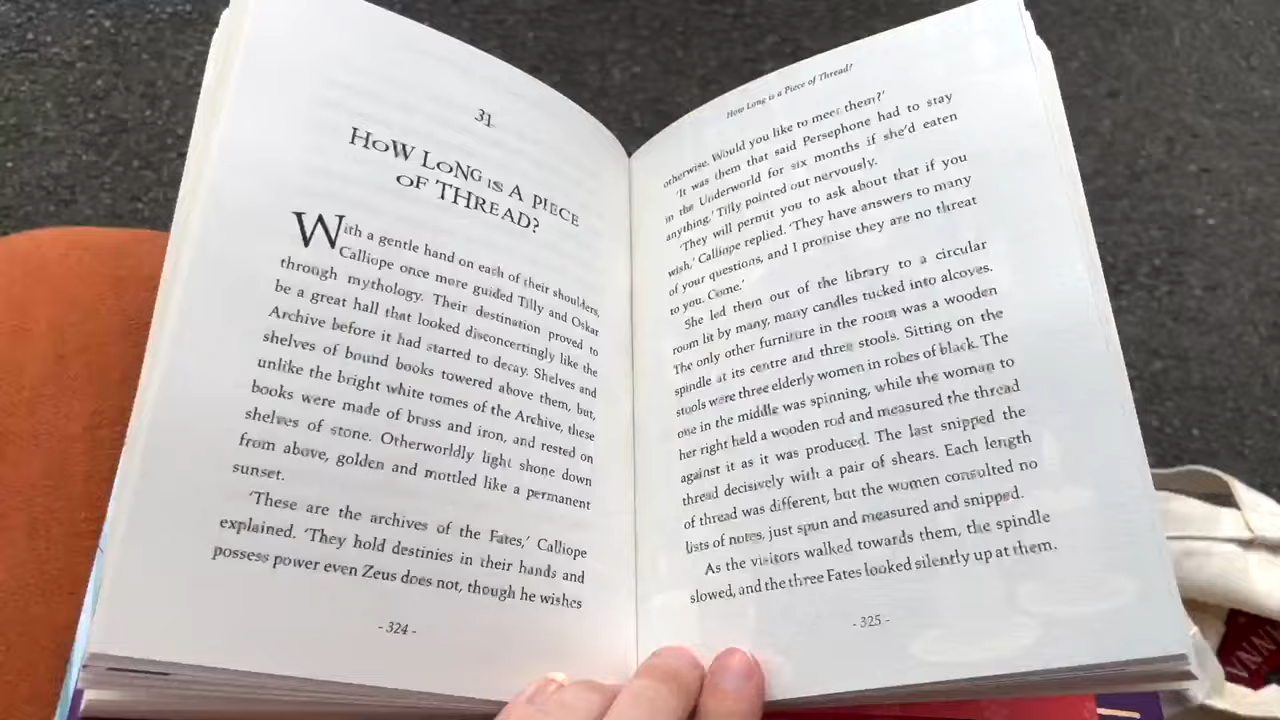 31
HOW LONG IS A PIECE
OF THREAD?
With a gentle hand on each of their shoulders,
Calliope once more guided Tilly and Oskar
through mythology. Their destination proved to
be a great hall that looked disconcertingly like the
Archive before it had started to decay. Shelves and
shelves of bound books towered above them, but,
unlike the bright white tomes of the Archive, these
books were made of brass and iron, and rested on
shelves of stone. Otherworldly light shone down
from above, golden and mottled like a permanent
sunset.
‘These are the archives of the Fates,’ Calliope
explained. ‘They hold destinies in their hands and
possess power even Zeus does not, though he wishes
- 324 -
How Long is a Piece of Thread?
otherwise. Would you like to meet them?’
‘It was them that said Persephone had to stay
in the Underworld for six months if she’d eaten
anything,’ Tilly pointed out nervously.
‘They will permit you to ask about that if you
wish,’ Calliope replied. ‘They have answers to many
of your questions, and I promise they are no threat
to you. Come.’
She led them out of the library to a circular
room lit by many, many candles tucked into alcoves.
The only other furniture in the room was a wooden
spindle at its centre and three stools. Sitting on the
stools were three elderly women in robes of black. The
one in the middle was spinning, while the woman to
her right held a wooden rod and measured the thread
against it as it was produced. The last snipped the
thread decisively with a pair of shears. Each length
of thread was different, but the women consulted no
lists or notes, just spun and measured and snipped.
As the visitors walked towards them, the spindle
slowed, and the three Fates looked silently up at them.
- 325 -